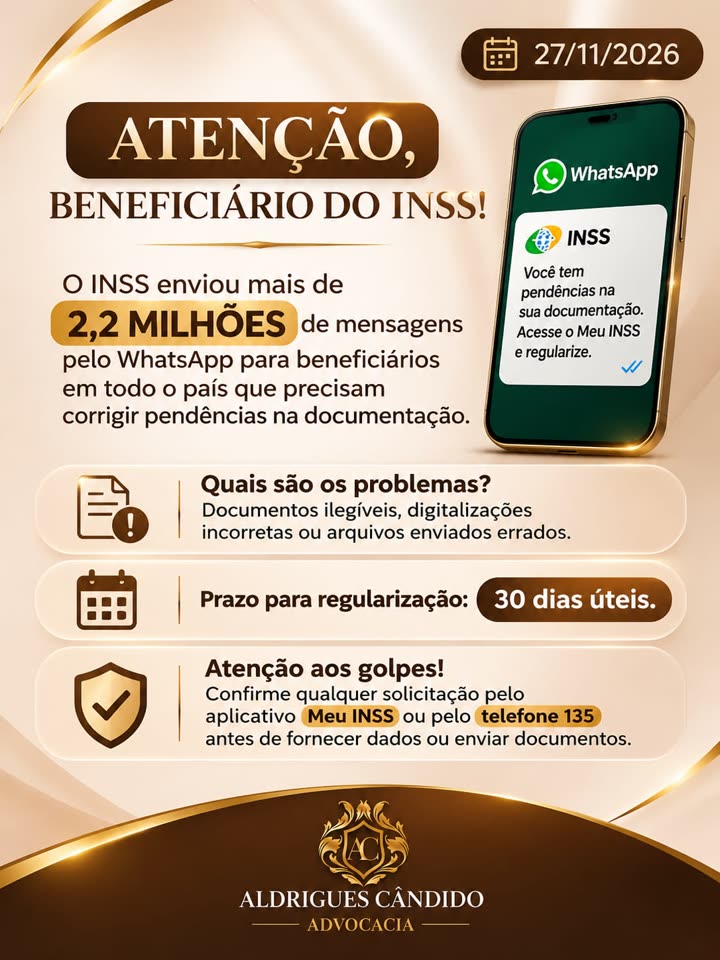 27/11/2026
ATENÇÃO,
BENEFICIÁRIO DO INSS!
O INSS enviou mais de
2,2 MILHÕES de mensagens
pelo WhatsApp para beneficiários
em todo o país que precisam
corrigir pendências na documentação.
WhatsApp
INSS
Você tem
pendências na
sua documentação.
Acesse o Meu INSS
e regularize.
Quais são os problemas?
Documentos ilegíveis, digitalizações
incorretas ou arquivos enviados errados.
Prazo para regularização: 30 dias úteis.
Atenção aos golpes!
Confirme qualquer solicitação pelo
aplicativo Meu INSS ou pelo telefone 135
antes de fornecer dados ou enviar documentos.
AC
ALDRIGUES CÂNDIDO
ADVOCACIA